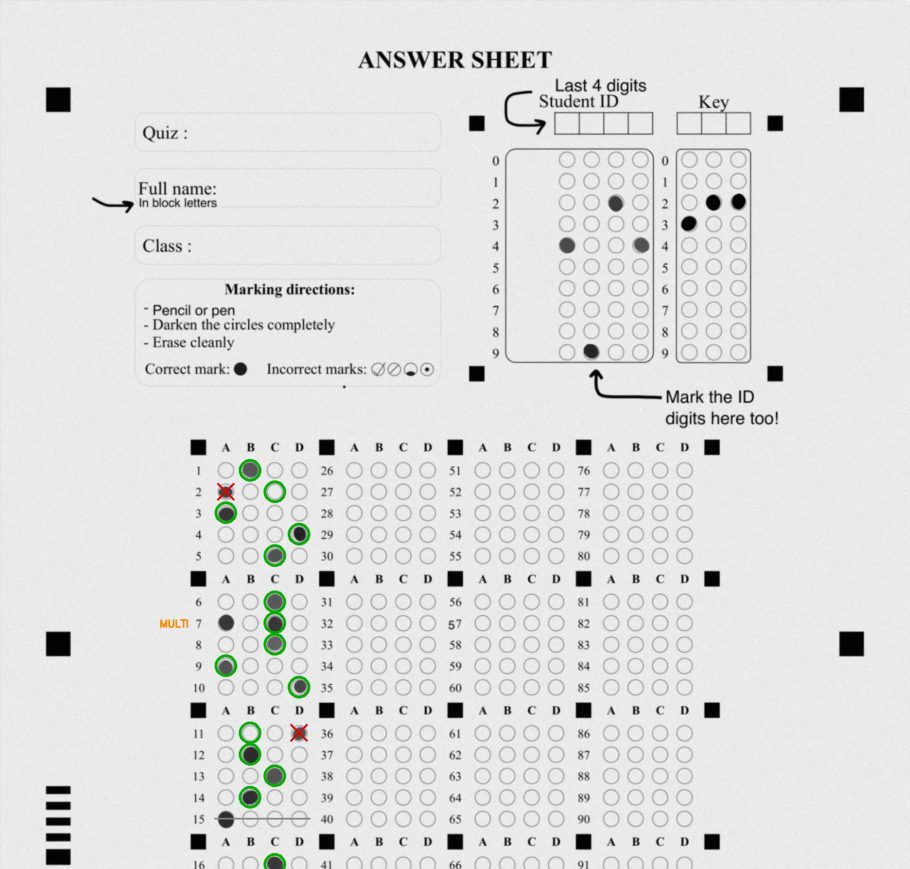 ANSWER SHEET
Last 4 digits
Student ID
Key
Quiz :
Full name:
In block letters
Class :
Marking directions:
- Pencil or pen
- Darken the circles completely
- Erase cleanly
Correct mark: Incorrect marks:
0 0
1 1
2 2
3 3
4 4
5 5
6 6
7 7
8 8
9 9
Mark the ID
digits here too!
A B C D A B C D A B C D A B C D
1 26 51 76
2 27 52 77
3 28 53 78
4 29 54 79
5 30 55 80
A B C D A B C D A B C D A B C D
6 31 56 81
MULTI 7 32 57 82
8 33 58 83
9 34 59 84
10 35 60 85
A B C D A B C D A B C D A B C D
11 36 61 86
12 37 62 87
13 38 63 88
14 39 64 89
15 40 65 90
A B C D A B C D A B C D A B C D
16 41 66 91